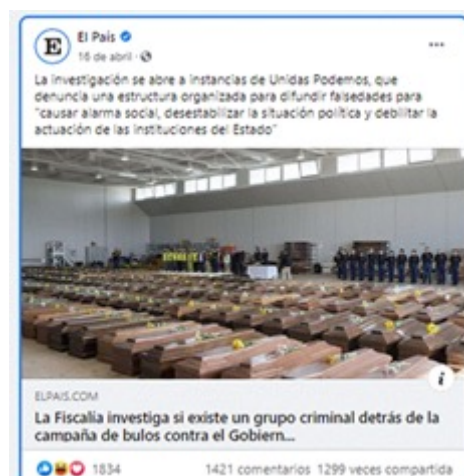 El País
16 de abril ·
La investigación se abre a instancias de Unidas Podemos, que
denuncia una estructura organizada para difundir falsedades para
"causar alarma social, desestabilizar la situación política y debilitar la
actuación de las instituciones del Estado"
ELPAIS.COM
La Fiscalía investiga si existe un grupo criminal detrás de la
campaña de bulos contra el Gobiern...
1834 1421 comentarios 1299 veces compartida